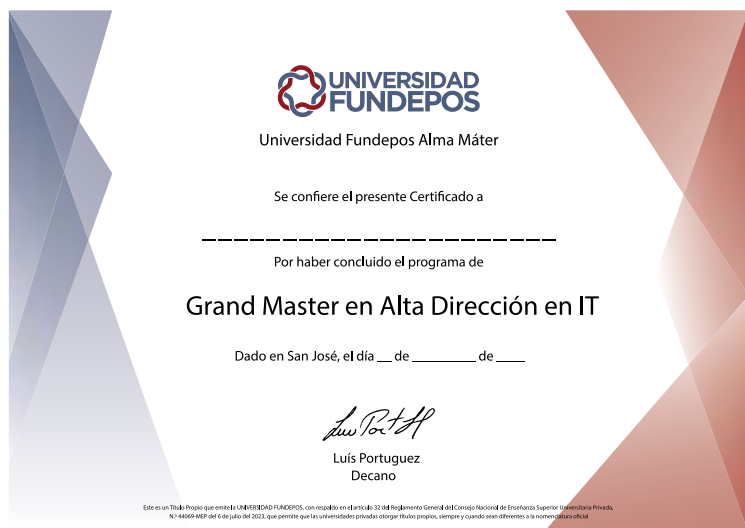 UNIVERSIDAD
FUNDEPOS
Universidad Fundepos Alma Máter
Se confiere el presente Certificado a
Por haber concluido el programa de
Grand Master en Alta Dirección en IT
Dado en San José, el día __ de ________ de ____
Luís Portuguez
Decano
Este es un Título Propio que emite la UNIVERSIDAD FUNDEPOS, con respaldo en el artículo 32 del Reglamento General del Consejo Nacional de Enseñanza Superior Universitaria Privada,
N.º 44069-MEP del 6 de julio del 2023, que permite que las universidades privadas otorgar títulos propios, siempre y cuando sean diferentes a la nomenclatura oficial